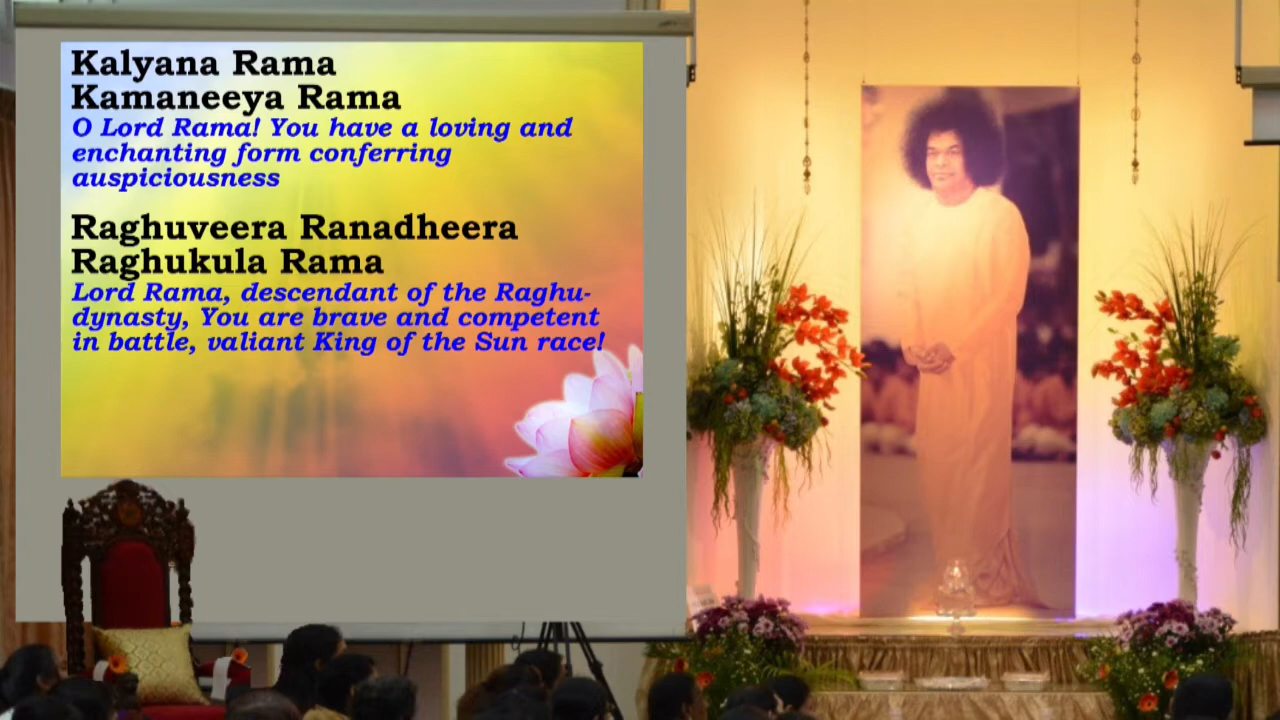 Kalyana Rama
Kamaneeya Rama
O Lord Rama! You have a loving and
enchanting form conferring
auspiciousness
Raghuveera Ranadheera
Raghukula Rama
Lord Rama, descendant of the Raghu-
dynasty, You are brave and competent
in battle, valiant King of the Sun race!